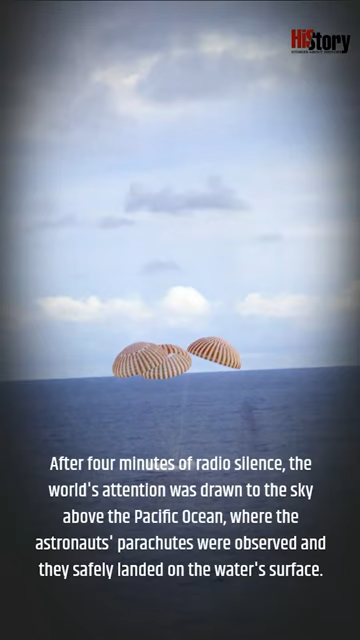 HiStory
After four minutes of radio silence, the
world's attention was drawn to the sky
above the Pacific Ocean, where the
astronauts' parachutes were observed and
they safely landed on the water's surface.